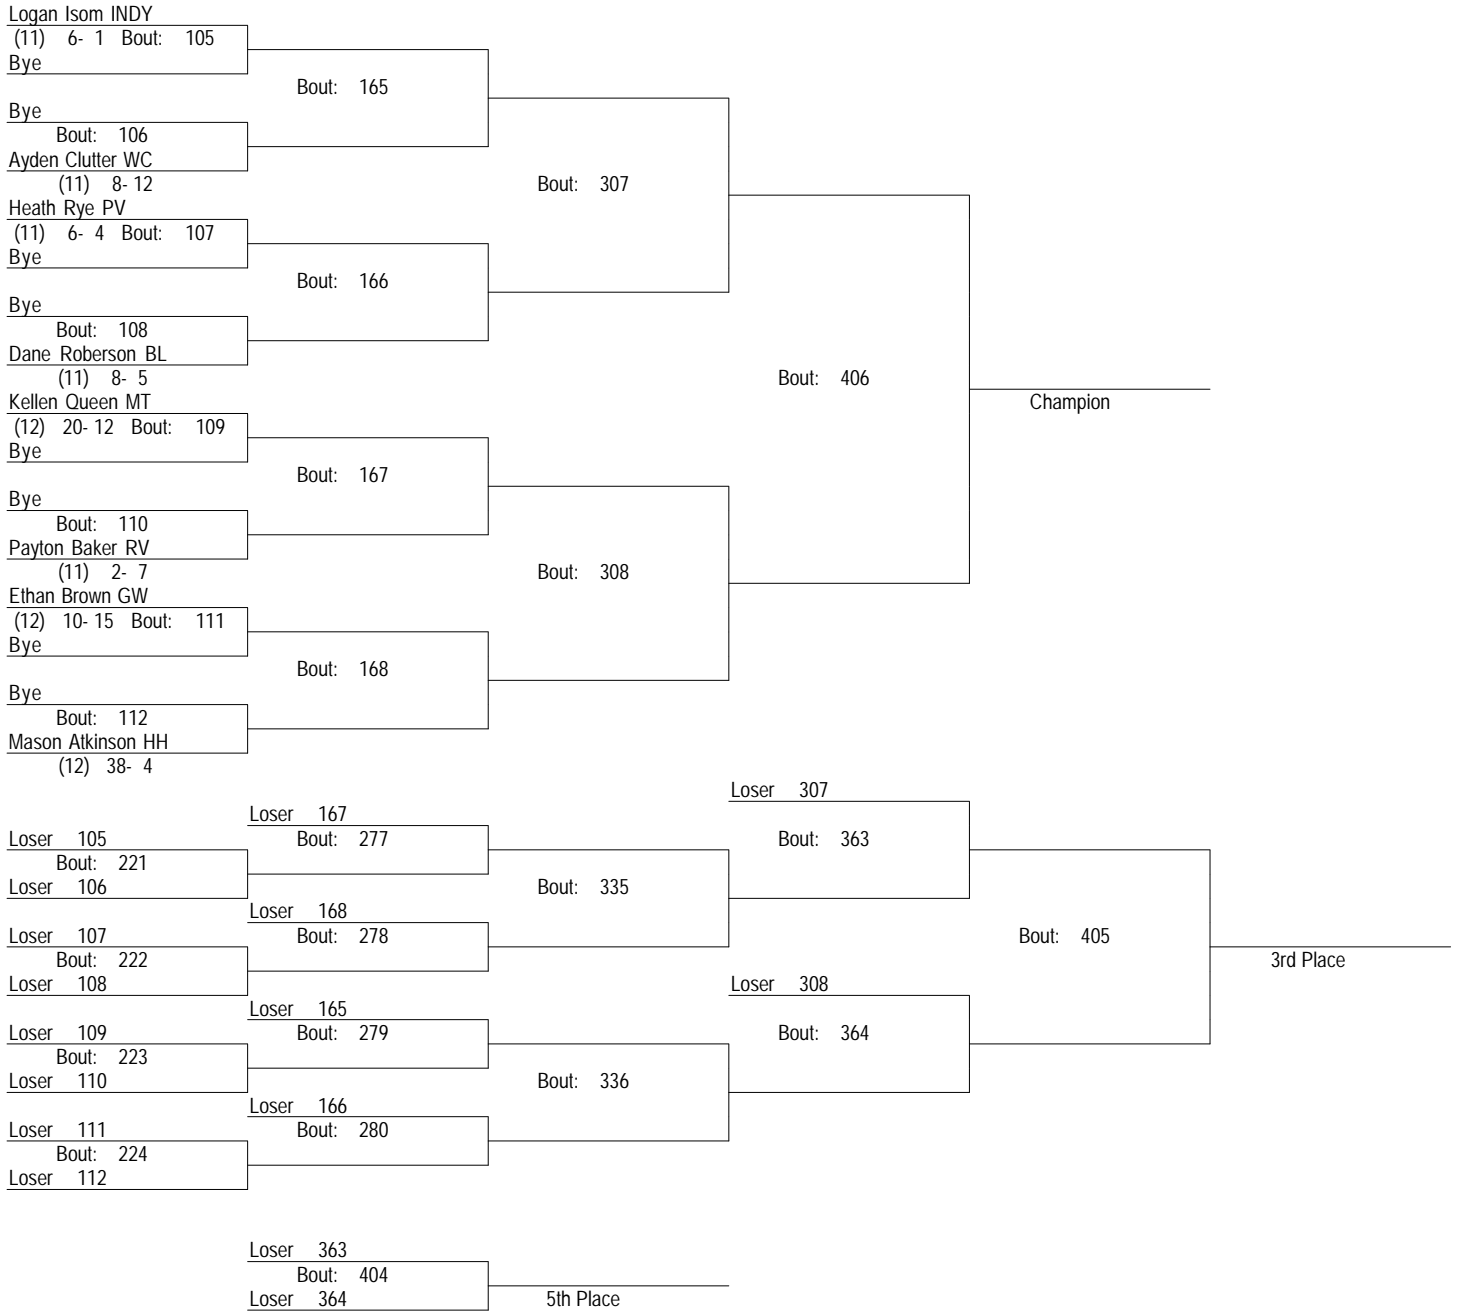 Logan Isom INDY
(11) 6- 1 Bout: 105
Bye
Bout: 165
Bye
Bout: 106
Ayden Clutter WC
(11) 8- 12
Bout: 307
Heath Rye PV
(11) 6- 4 Bout: 107
Bye
Bout: 166
Bye
Bout: 108
Dane Roberson BL
(11) 8- 5
Bout: 406
Champion
Kellen Queen MT
(12) 20- 12 Bout: 109
Bye
Bout: 167
Bye
Bout: 110
Payton Baker RV
(11) 2- 7
Bout: 308
Ethan Brown GW
(12) 10- 15 Bout: 111
Bye
Bout: 168
Bye
Bout: 112
Mason Atkinson HH
(12) 38- 4
Loser 307
Loser 167
Loser 105
Bout: 277
Bout: 363
Bout: 221
Loser 106
Bout: 335
Loser 168
Loser 107
Bout: 278
Bout: 405
Bout: 222
3rd Place
Loser 108
Loser 308
Loser 165
Loser 109
Bout: 279
Bout: 364
Bout: 223
Loser 110
Bout: 336
Loser 166
Loser 111
Bout: 280
Bout: 224
Loser 112
Loser 363
Bout: 404
Loser 364
5th Place